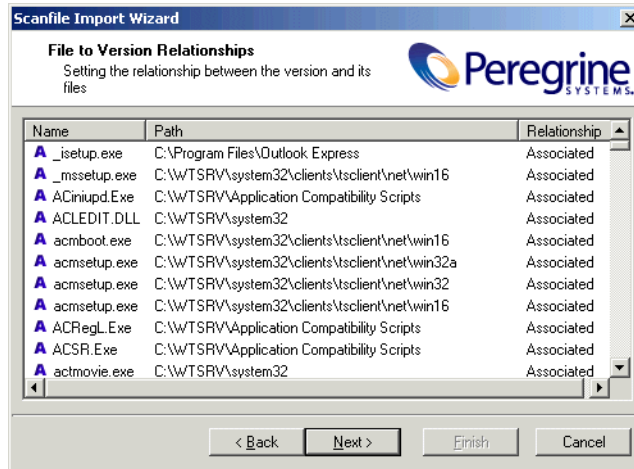 Scanfile Import Wizard
File to Version Relationships
Setting the relationship between the version and its
files
Peregrine
SYSTEMS
Name Path Relationship
A _isetup.exe C:\Program Files\Outlook Express Associated
A _mssetup.exe C:\WTSRV\system32\clients\tsclient\net\win16 Associated
A ACiniupd.Exe C:\WTSRV\Application Compatibility Scripts Associated
A ACLEDIT.DLL C:\WTSRV\system32 Associated
A acmboot.exe C:\WTSRV\system32\clients\tsclient\net\win16 Associated
A acmsetup.exe C:\WTSRV\system32\clients\tsclient\net\win32a Associated
A acmsetup.exe C:\WTSRV\system32\clients\tsclient\net\win32 Associated
A acmsetup.exe C:\WTSRV\system32\clients\tsclient\net\win16 Associated
A ACRegL.Exe C:\WTSRV\Application Compatibility Scripts Associated
A ACSR.Exe C:\WTSRV\Application Compatibility Scripts Associated
A actmovie.exe C:\WTSRV\system32 Associated
< Back Next > Finish Cancel